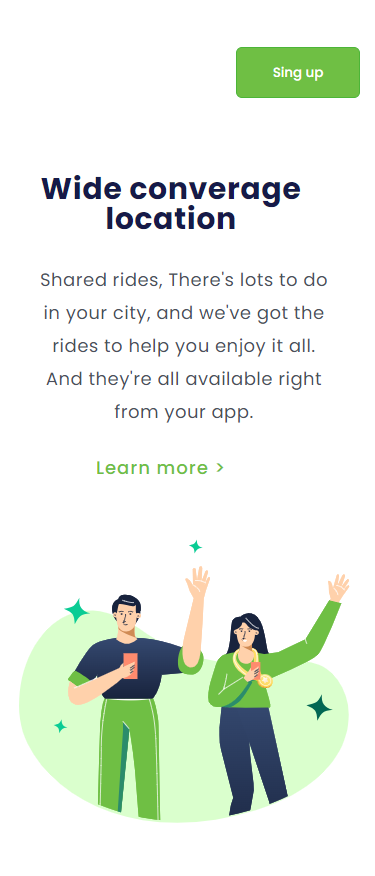 Sing up
Wide converage
location
Shared rides, There's lots to do
in your city, and we've got the
rides to help you enjoy it all.
And they're all available right
from your app.
Learn more >